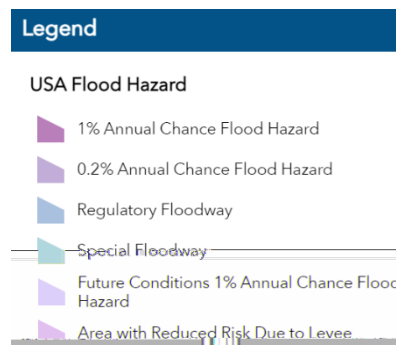 Legend
USA Flood Hazard
1% Annual Chance Flood Hazard
0.2% Annual Chance Flood Hazard
Regulatory Floodway
Special Floodway
Future Conditions 1% Annual Chance Flood
Hazard
Area with Reduced Risk Due to Levee